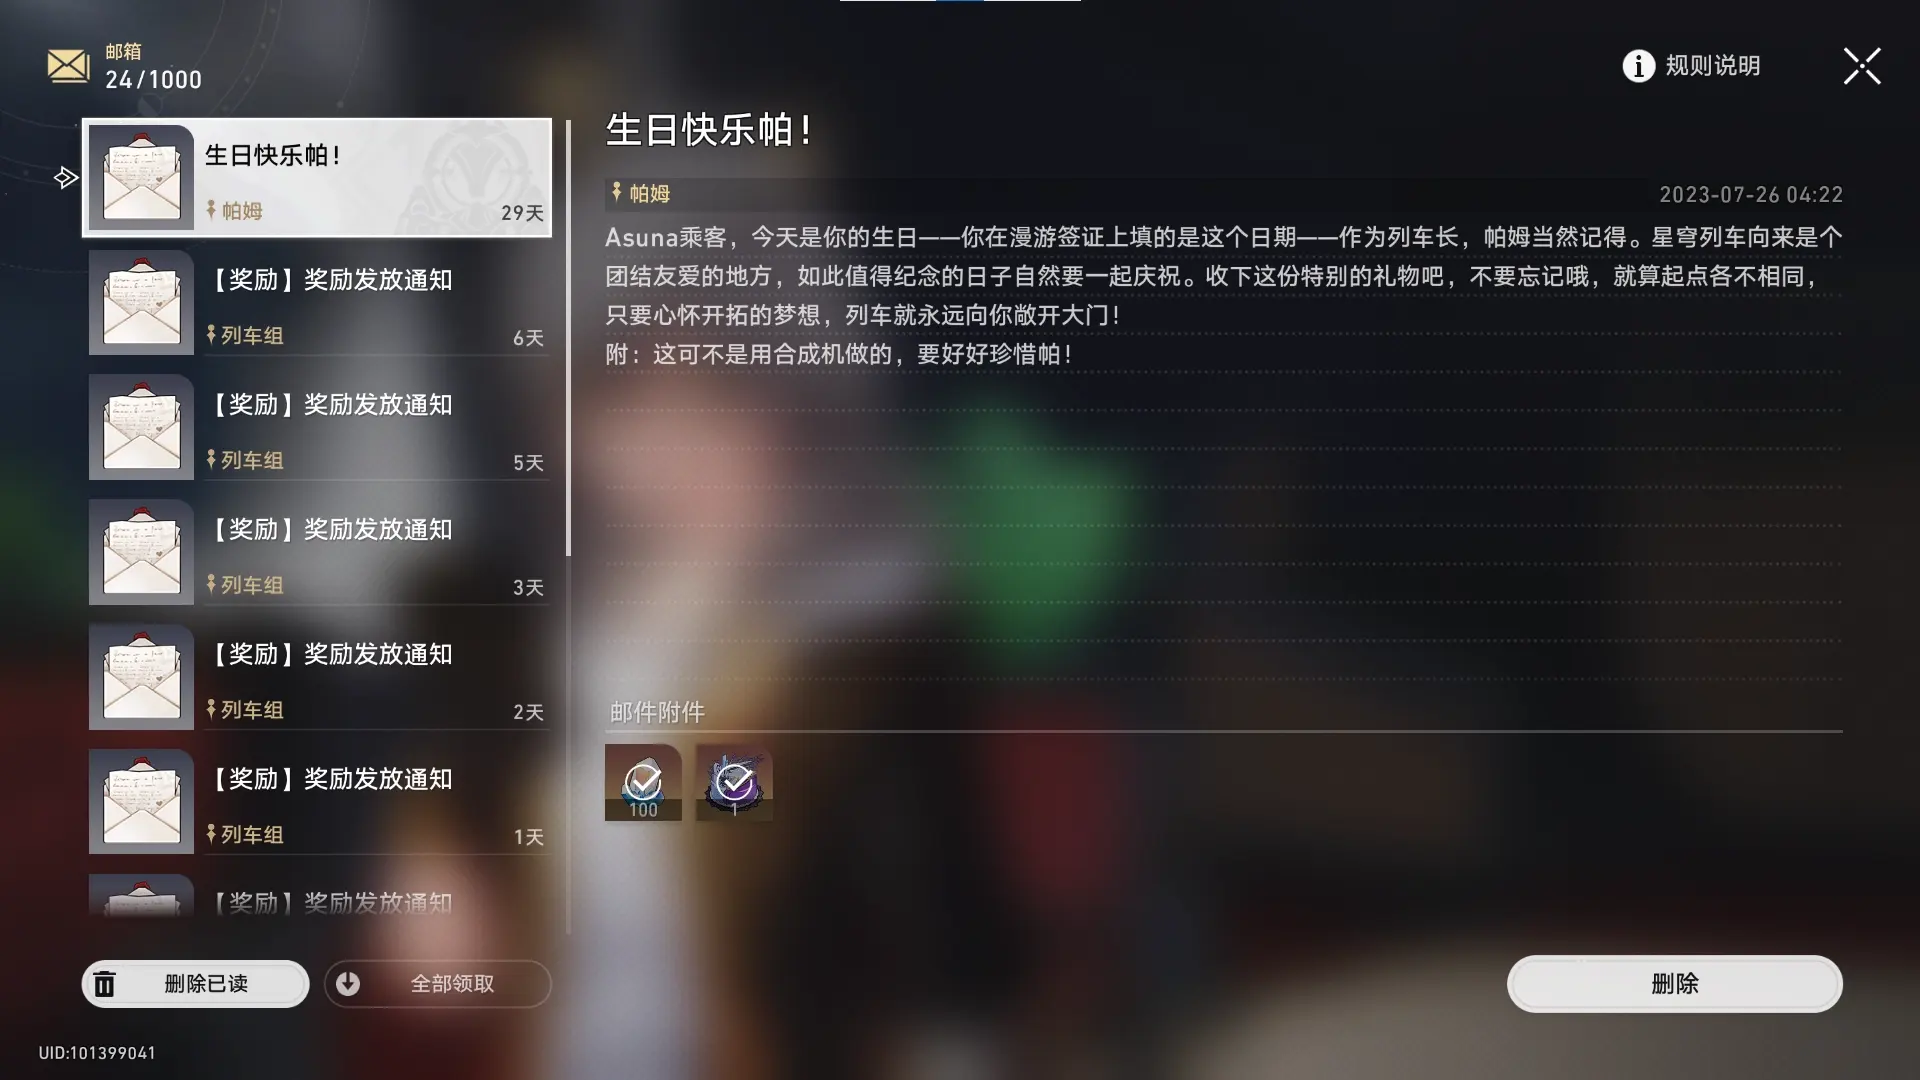 邮箱
24/1000
规则说明
生日快乐帕！
帕姆
29天
【奖励】奖励发放通知
列车组
6天
【奖励】奖励发放通知
列车组
5天
【奖励】奖励发放通知
列车组
3天
【奖励】奖励发放通知
列车组
2天
【奖励】奖励发放通知
列车组
1天
【奖励】奖励发放通知
删除已读
全部领取
生日快乐帕！
帕姆
2023-07-26 04:22
Asuna乘客，今天是你的生日——你在漫游签证上填的是这个日期——作为列车长，帕姆当然记得。星穹列车向来是个
团结友爱的地方，如此值得纪念的日子自然要一起庆祝。收下这份特别的礼物吧，不要忘记哦，就算起点各不相同，
只要心怀开拓的梦想，列车就永远向你敞开大门！
附：这可不是用合成机做的，要好好珍惜帕！
邮件附件
100
1
删除
UID:101399041